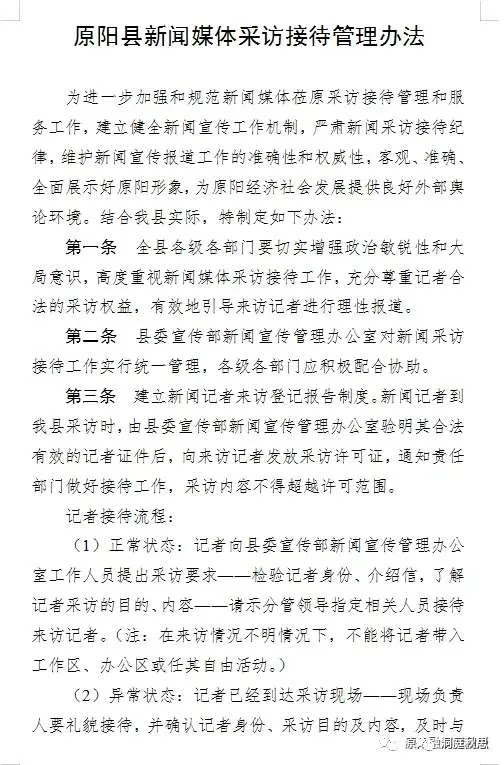 原阳县新闻媒体采访接待管理办法
为进一步加强和规范新闻媒体莅原采访接待管理和服
务工作，建立健全新闻宣传工作机制，严肃新闻采访接待纪
律，维护新闻宣传报道工作的准确性和权威性，客观、准确、
全面展示好原阳形象，为原阳经济社会发展提供良好外部舆
论环境。结合我县实际，特制定如下办法：
第一条　全县各级各部门要切实增强政治敏锐性和大
局意识，高度重视新闻媒体采访接待工作，充分尊重记者合
法的采访权益，有效地引导来访记者进行理性报道。
第二条　县委宣传部新闻宣传管理办公室对新闻采访
接待工作实行统一管理，各级各部门应积极配合协助。
第三条　建立新闻记者来访登记报告制度。新闻记者到
我县采访时，由县委宣传部新闻宣传管理办公室验明其合法
有效的记者证件后，向来访记者发放采访许可证，通知责任
部门做好接待工作，采访内容不得超越许可范围。
记者接待流程：
（1）正常状态：记者向县委宣传部新闻宣传管理办公
室工作人员提出采访要求——检验记者身份、介绍信，了解
记者采访的目的、内容——请示分管领导指定相关人员接待
来访记者。（注：在来访情况不明情况下，不能将记者带入
工作区、办公区或任其自由活动。）
（2）异常状态：记者已经到达采访现场——现场负责
人要礼貌接待，并确认记者身份、采访目的及内容，及时与